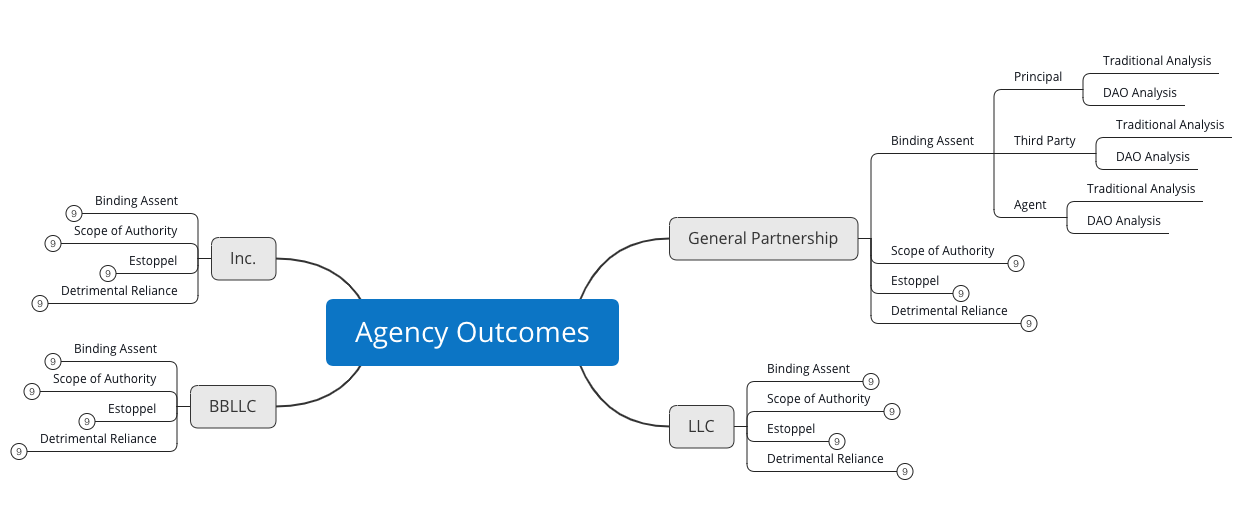 Agency Outcomes
General Partnership
Binding Assent
Principal
Traditional Analysis
DAO Analysis
Third Party
Traditional Analysis
DAO Analysis
Agent
Traditional Analysis
DAO Analysis
Scope of Authority 9
Estoppel 9
Detrimental Reliance 9
LLC
Binding Assent 9
Scope of Authority 9
Estoppel 9
Detrimental Reliance 9
Inc.
9 Binding Assent
9 Scope of Authority
9 Estoppel
9 Detrimental Reliance
BBLLC
9 Binding Assent
9 Scope of Authority
9 Estoppel
9 Detrimental Reliance